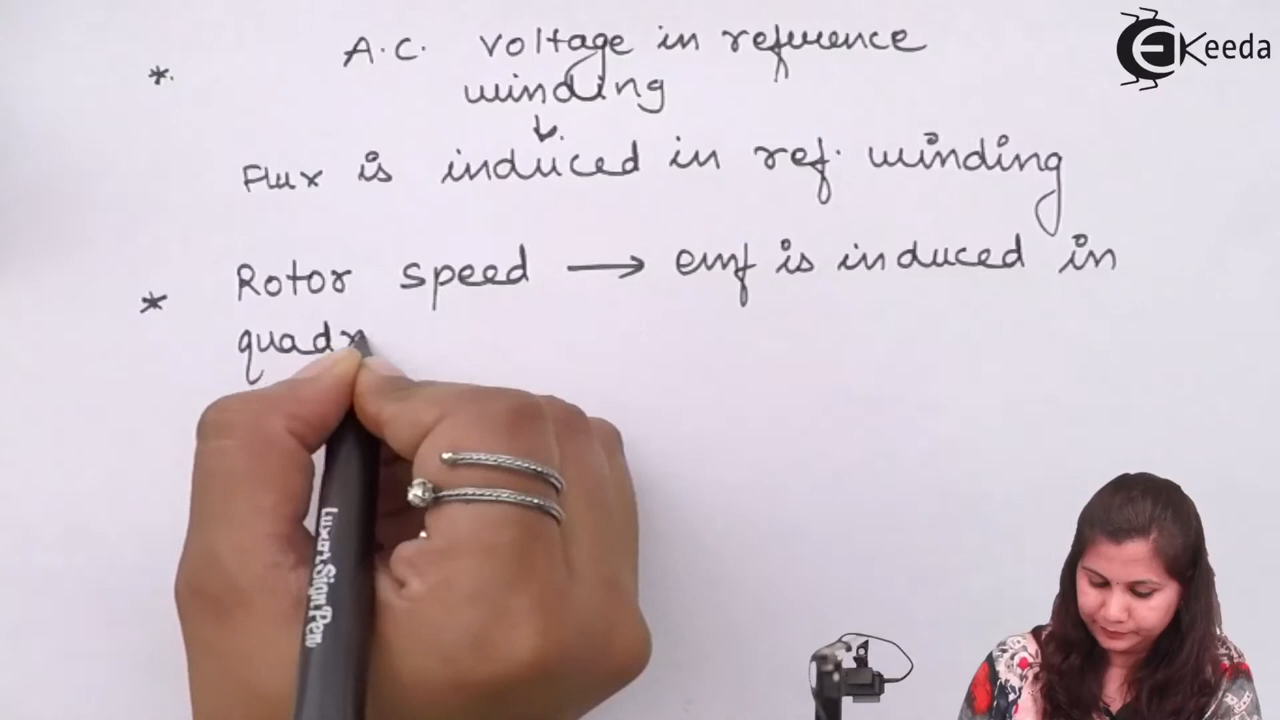 A.C. voltage in reference
winding
Flux is induced in ref. winding
* Rotor speed → emf is induced in
quadr
Keeda
Luxor Sign Pen